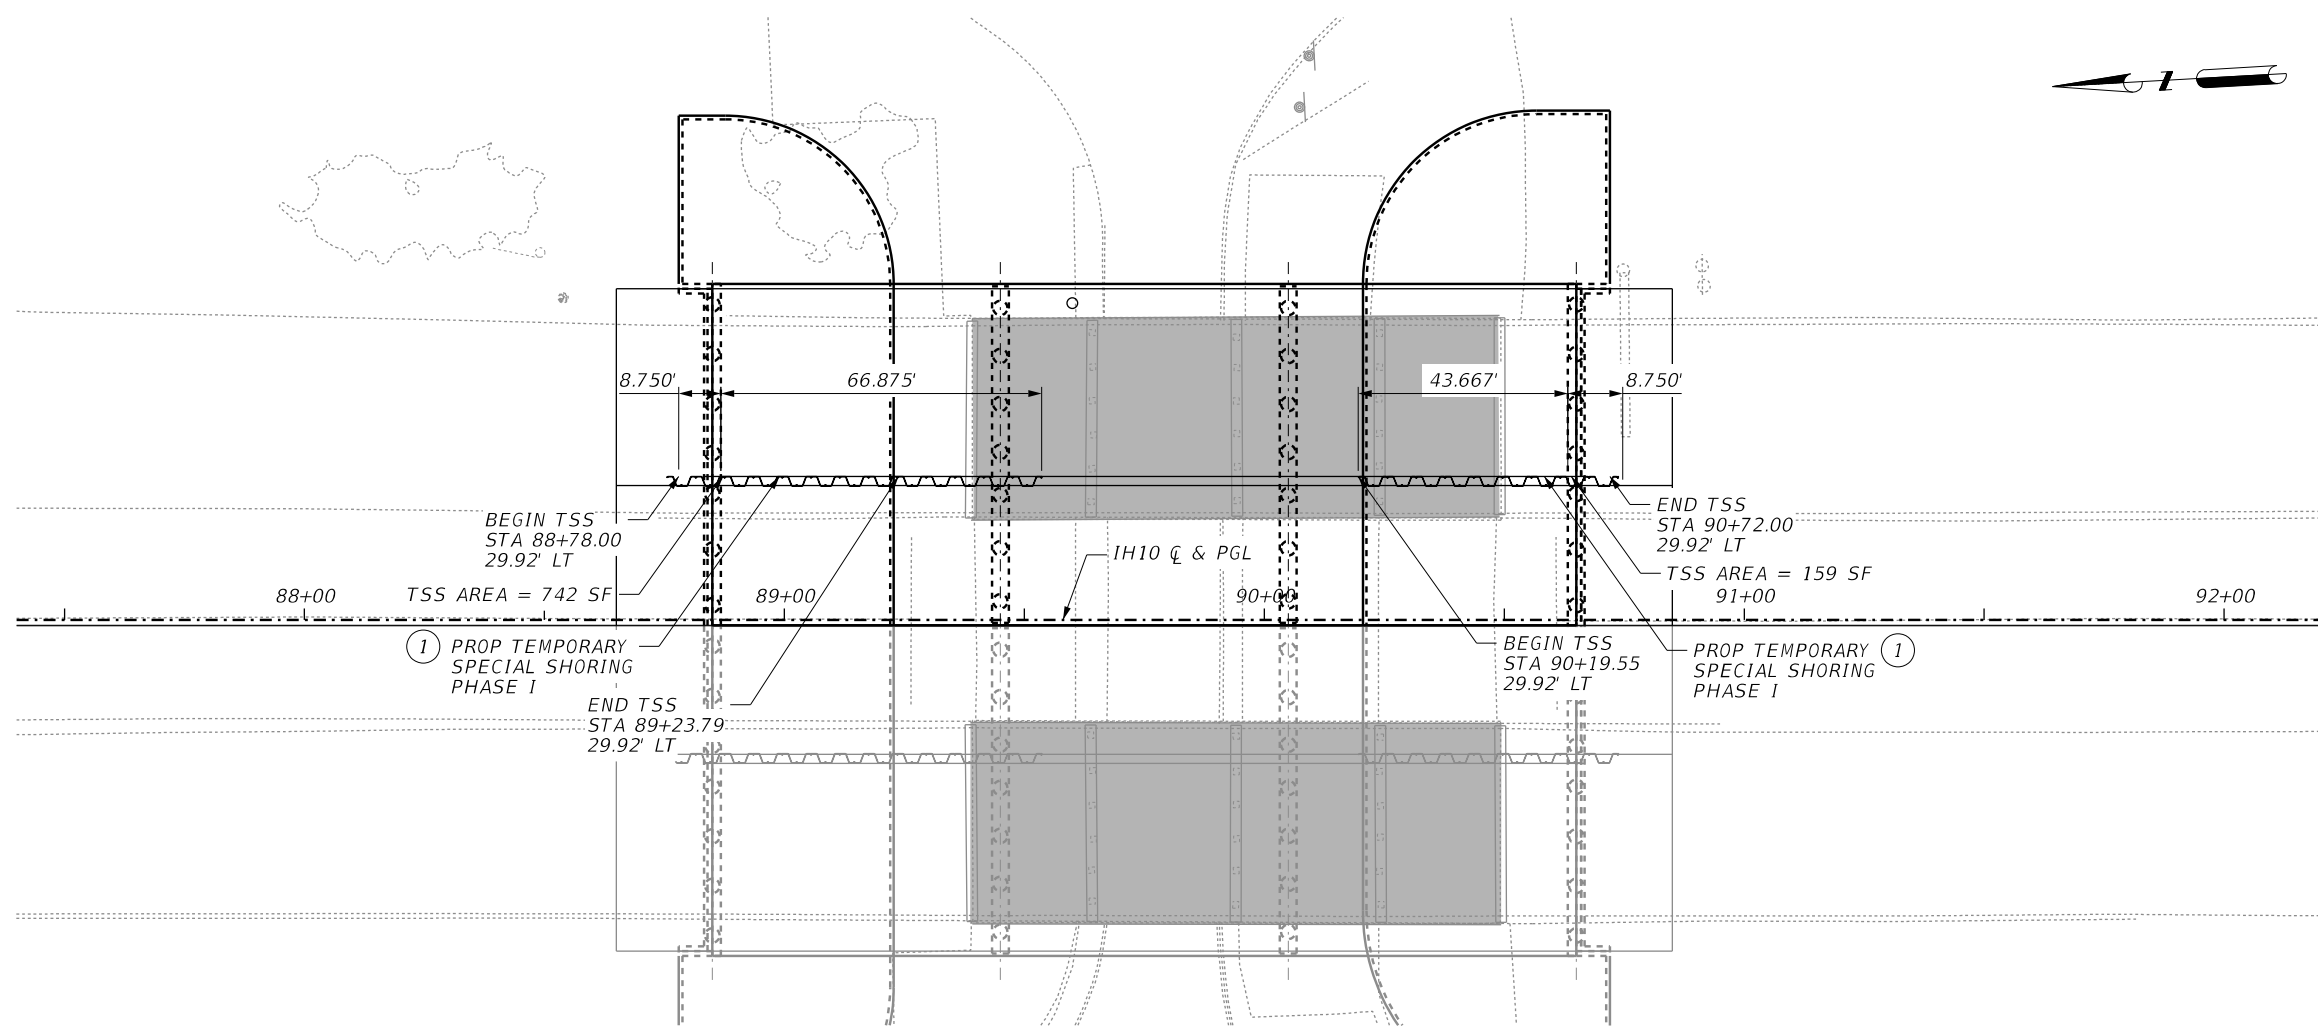 Z
8.750'
66.875'
43.667'
8.750'
BEGIN TSS
STA 88+78.00
29.92' LT
END TSS
STA 90+72.00
29.92' LT
IH10 ℄ & PGL
TSS AREA = 742 SF
TSS AREA = 159 SF
88+00
89+00
90+00
91+00
92+00
1
PROP TEMPORARY
SPECIAL SHORING
PHASE I
BEGIN TSS
STA 90+19.55
29.92' LT
PROP TEMPORARY
SPECIAL SHORING
PHASE I
1
END TSS
STA 89+23.79
29.92' LT